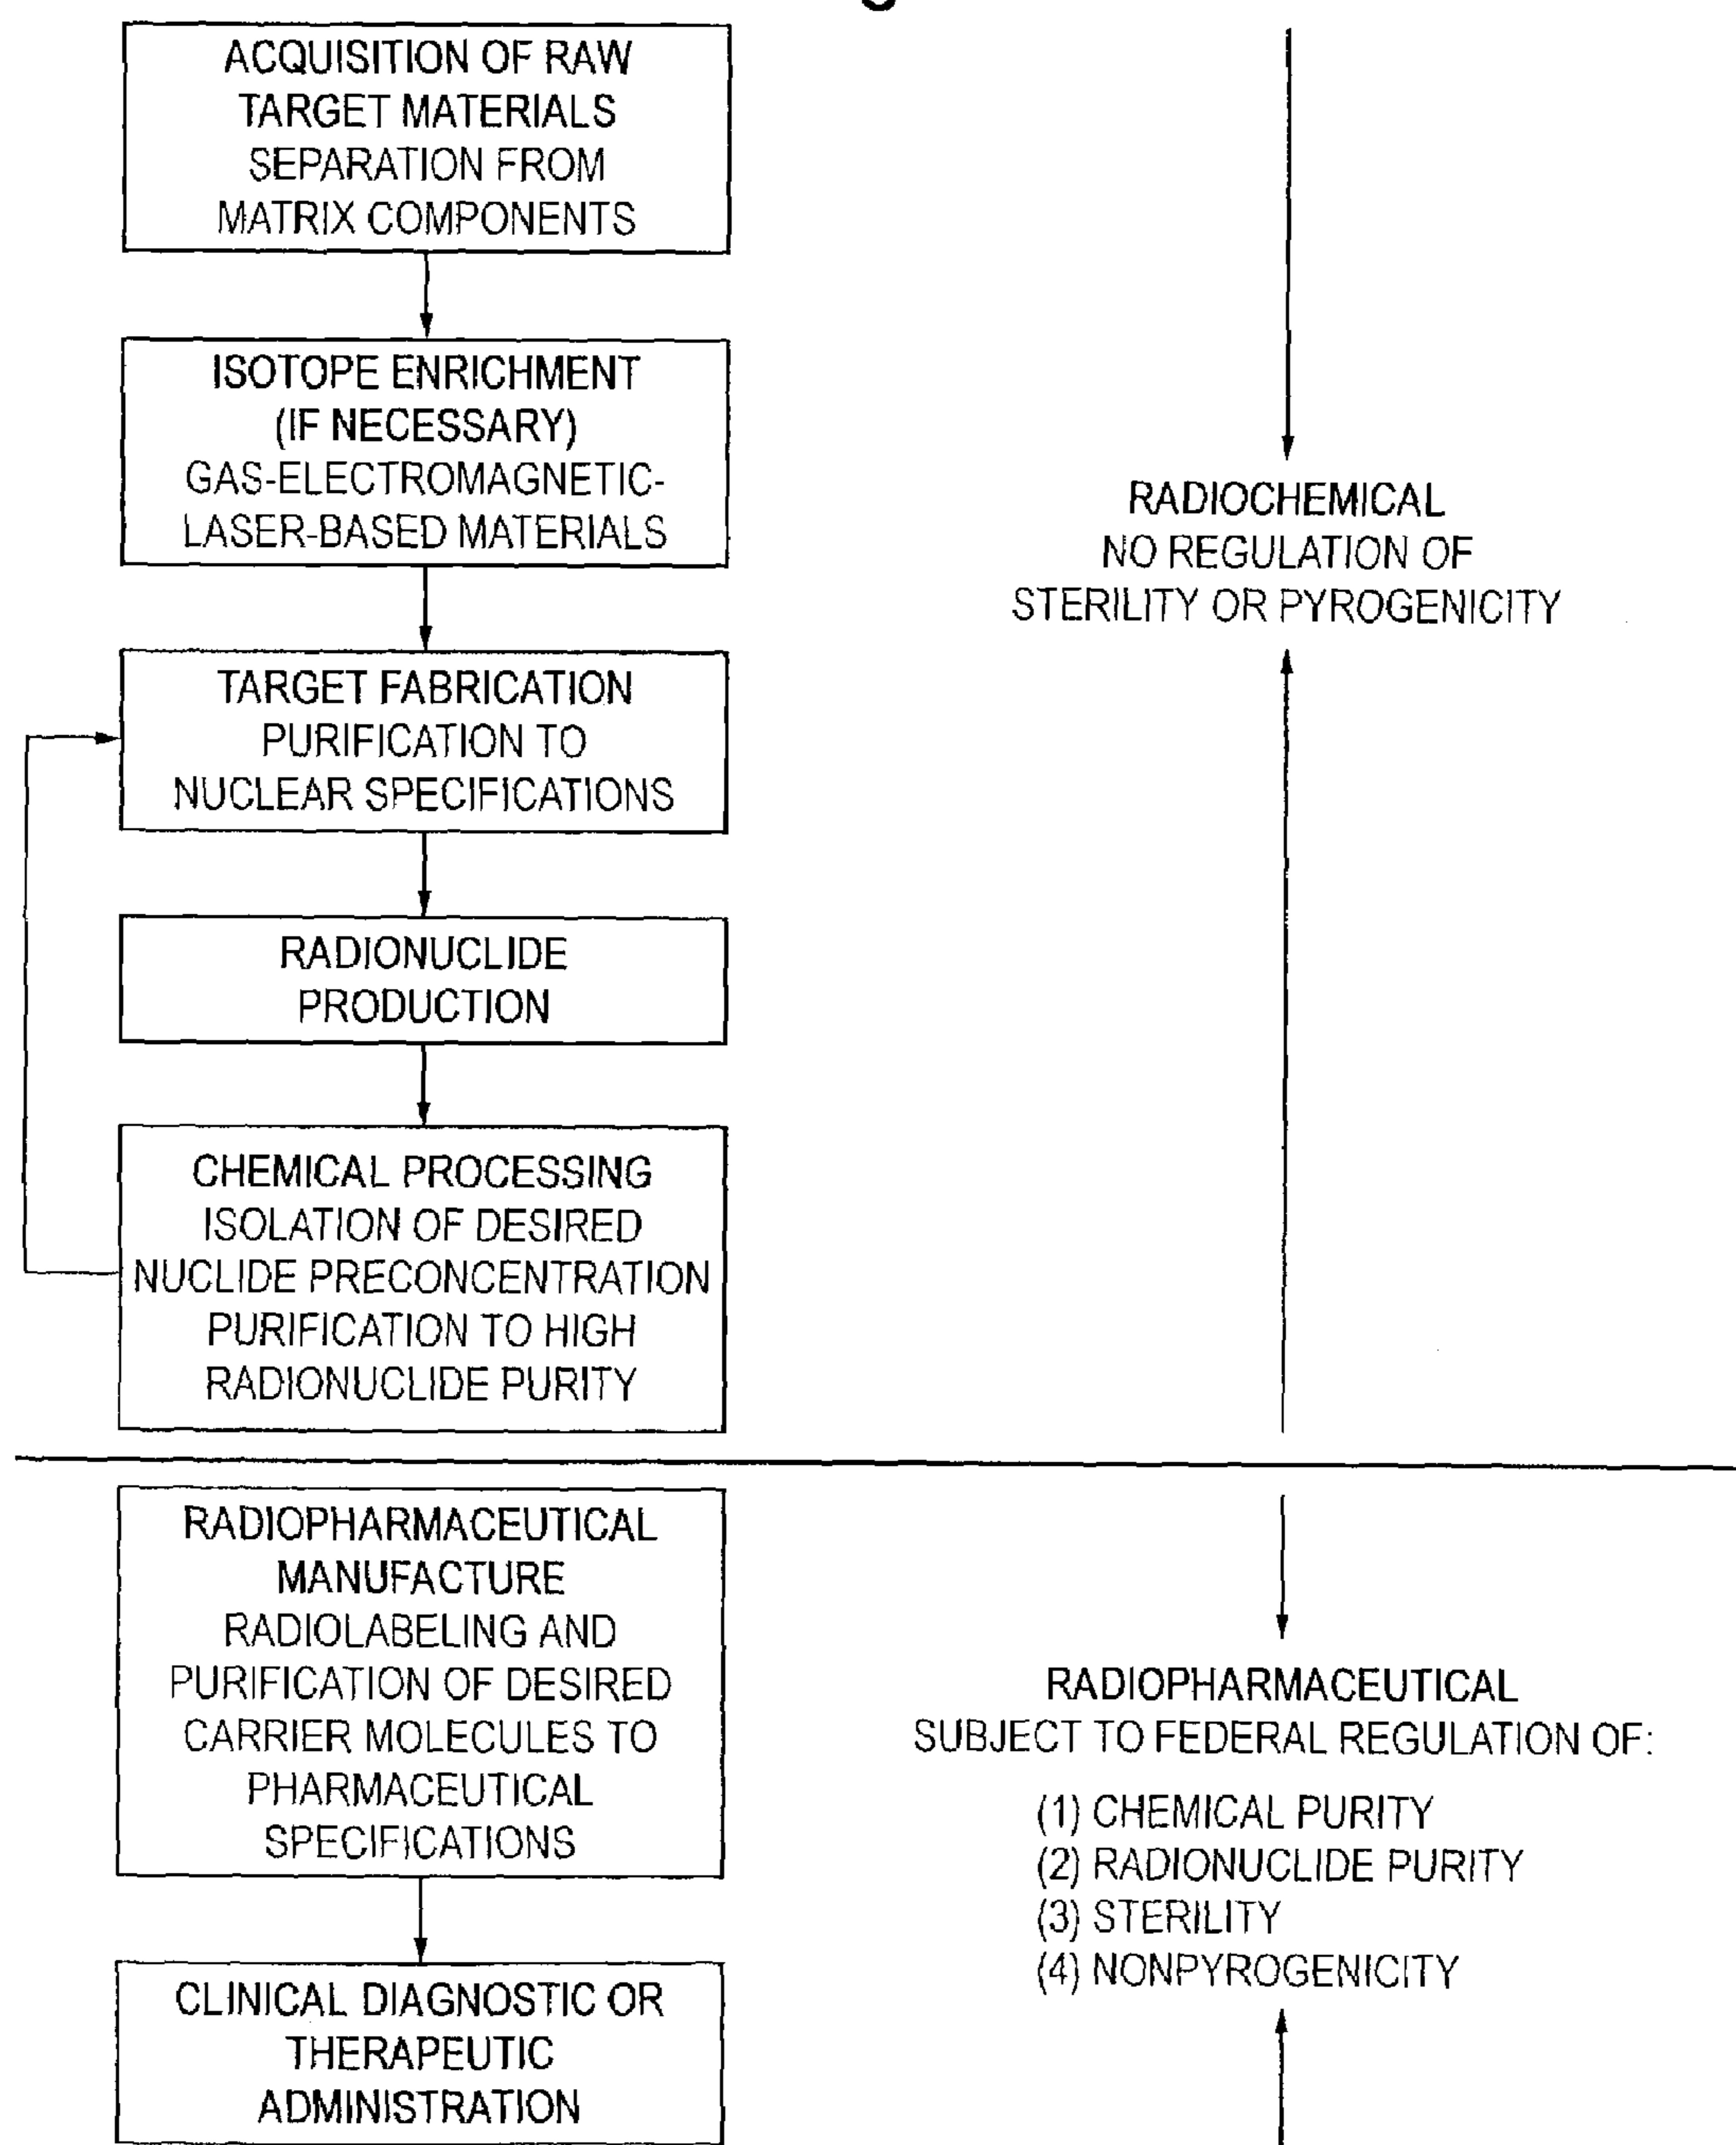 ACQUISITION OF RAW
TARGET MATERIALS
SEPARATION FROM
MATRIX COMPONENTS
ISOTOPE ENRICHMENT
(IF NECESSARY)
GAS-ELECTROMAGNETIC-
LASER-BASED MATERIALS
TARGET FABRICATION
PURIFICATION TO
NUCLEAR SPECIFICATIONS
RADIONUCLIDE
PRODUCTION
CHEMICAL PROCESSING
ISOLATION OF DESIRED
NUCLIDE PRECONCENTRATION
PURIFICATION TO HIGH
RADIONUCLIDE PURITY
RADIOCHEMICAL
NO REGULATION OF
STERILITY OR PYROGENICITY
RADIOPHARMACEUTICAL
MANUFACTURE
RADIOLABELING AND
PURIFICATION OF DESIRED
CARRIER MOLECULES TO
PHARMACEUTICAL
SPECIFICATIONS
CLINICAL DIAGNOSTIC OR
THERAPEUTIC
ADMINISTRATION
RADIOPHARMACEUTICAL
SUBJECT TO FEDERAL REGULATION OF:
(1) CHEMICAL PURITY
(2) RADIONUCLIDE PURITY
(3) STERILITY
(4) NONPYROGENICITY